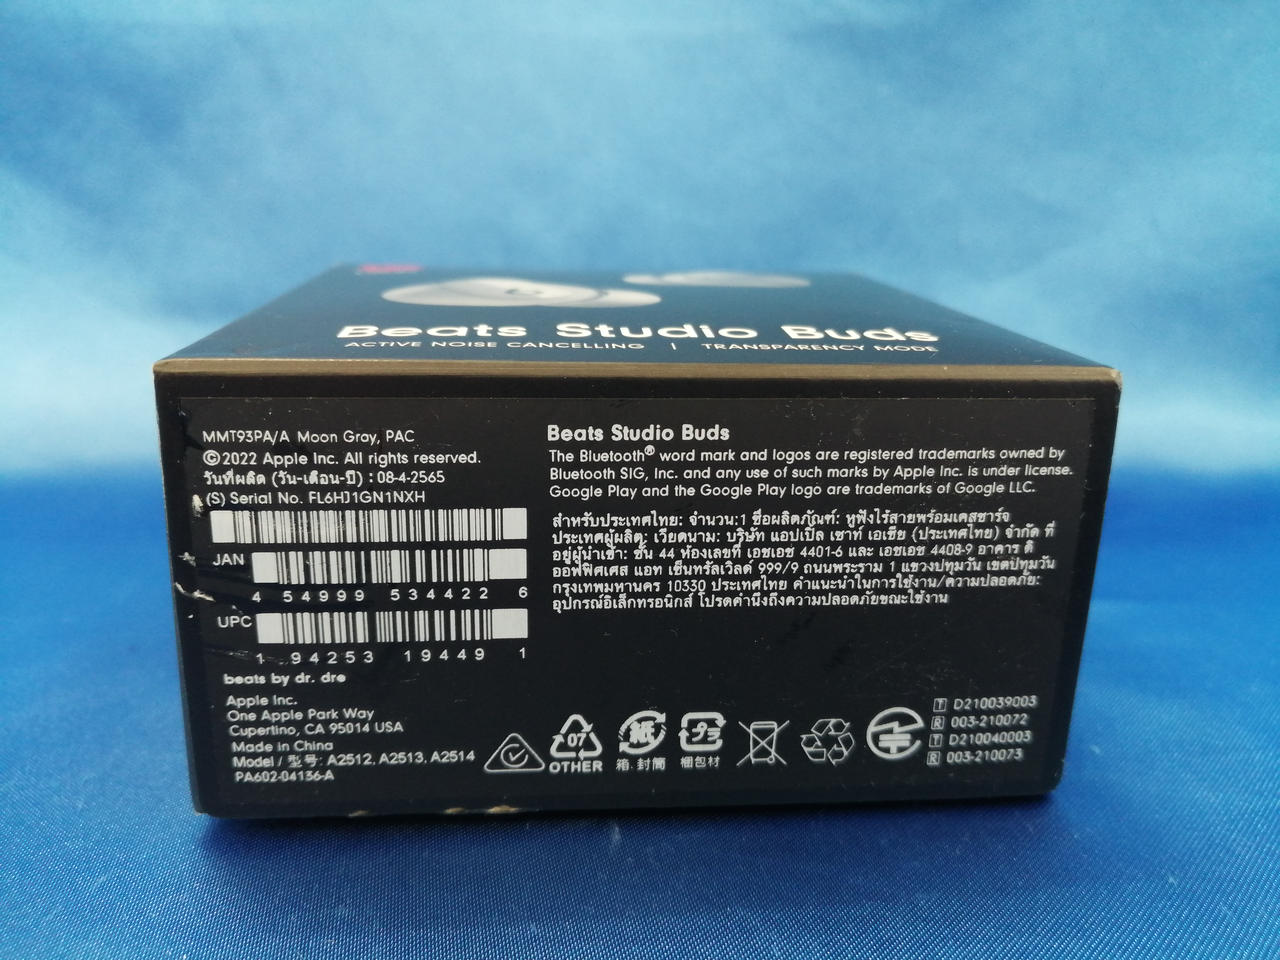 Beats Studio Buds
ACTIVE NOISE CANCELLING | TRANSPARENCY MODE
MMT93PA/A Moon Gray, PAC
©2022 Apple Inc. All rights reserved.
วันที่ผลิต (วัน-เดือน-ปี) : 08-4-2565
(S) Serial No. FL6HJ1GN1NXH
JAN
4 54999 534422 6
UPC
1 94253 19449 1
beats by dr. dre
Apple Inc.
One Apple Park Way
Cupertino, CA 95014 USA
Made in China
Model / 型号: A2512, A2513, A2514
PA602-04136-A
Beats Studio Buds
The Bluetooth® word mark and logos are registered trademarks owned by
Bluetooth SIG, Inc. and any use of such marks by Apple Inc. is under license.
Google Play and the Google Play logo are trademarks of Google LLC.
สำหรับประเทศไทย: จำนวน:1 ชื่อผลิตภัณฑ์: หูฟังไร้สายพร้อมเคสชาร์จ
ประเทศผู้ผลิต: เวียดนาม: บริษัท แอปเปิล เซาท์ เอเชีย (ประเทศไทย) จำกัด ที่
อยู่ผู้นำเข้า: ชั้น 44 ห้องเลขที่ เอชเอช 4401-6 และ เอชเอช 4408-9 อาคาร ดิ
ออฟฟิศเศส แอท เซ็นทรัลเวิลด์ 999/9 ถนนพระราม 1 แขวงปทุมวัน เขตปทุมวัน
กรุงเทพมหานคร 10330 ประเทศไทย คำแนะนำในการใช้งาน/ความปลอดภัย:
อุปกรณ์อิเล็กทรอนิกส์ โปรดคำนึงถึงความปลอดภัยขณะใช้งาน
07
OTHER
紙
箱. 封筒
プラ
梱包材
T D210039003
R 003-210072
T D210040003
R 003-210073